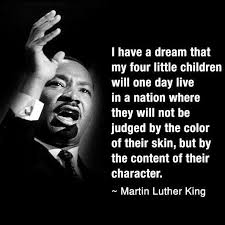 I have a dream that
my four little children
will one day live
in a nation where
they will not be
judged by the color
of their skin, but by
the content of their
character.
~ Martin Luther King